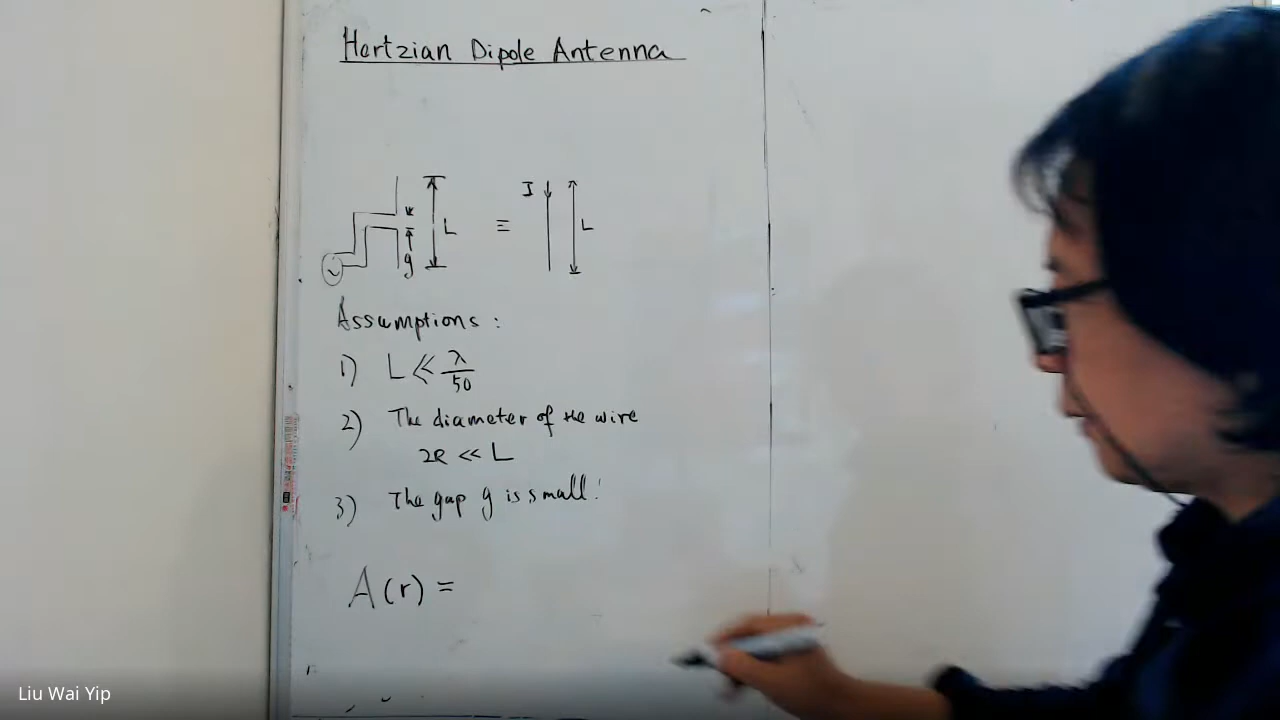 Hertzian Dipole Antenna
L
g
≡
I
L
Assumptions :
1) L ≪ λ/50
2) The diameter of the wire
2R << L
3) The gap g is small.
A(r) =
Liu Wai Yip